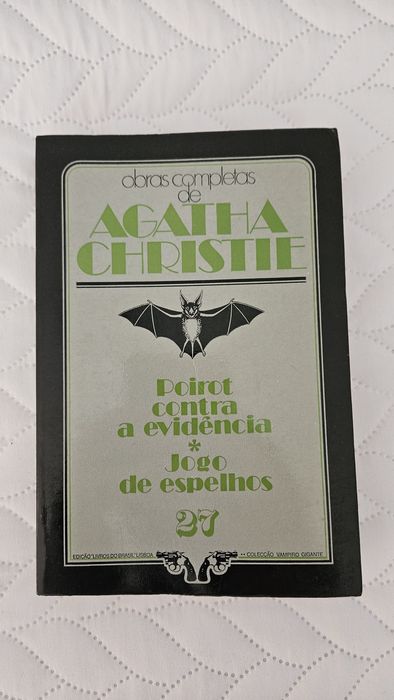 obras completas
de
AGATHA
CHRISTIE
Poirot
contra
a evidência
*
Jogo
de espelhos
27
EDIÇÃO "LIVROS DO BRASIL" LISBOA
** COLECÇÃO VAMPIRO GIGANTE